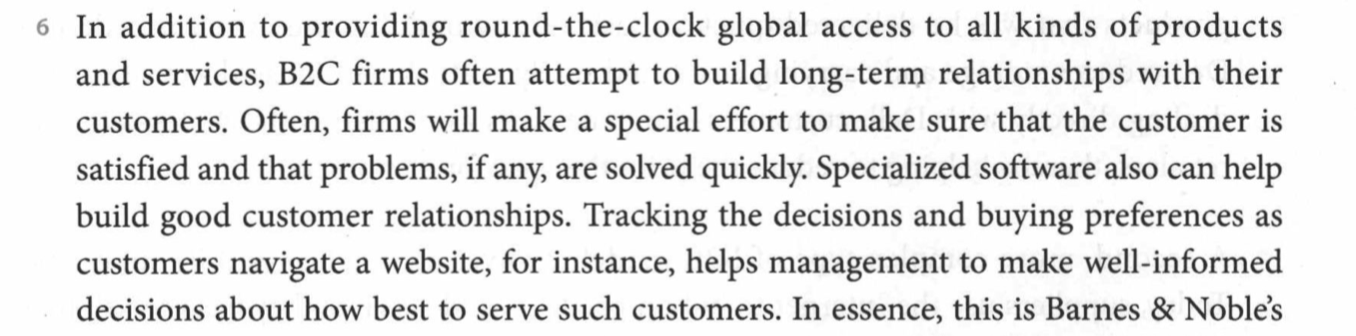 6 In addition to providing round-the-clock global access to all kinds of products
and services, B2C firms often attempt to build long-term relationships with their
customers. Often, firms will make a special effort to make sure that the customer is
satisfied and that problems, if any, are solved quickly. Specialized software also can help
build good customer relationships. Tracking the decisions and buying preferences as
customers navigate a website, for instance, helps management to make well-informed
decisions about how best to serve such customers. In essence, this is Barnes & Noble's